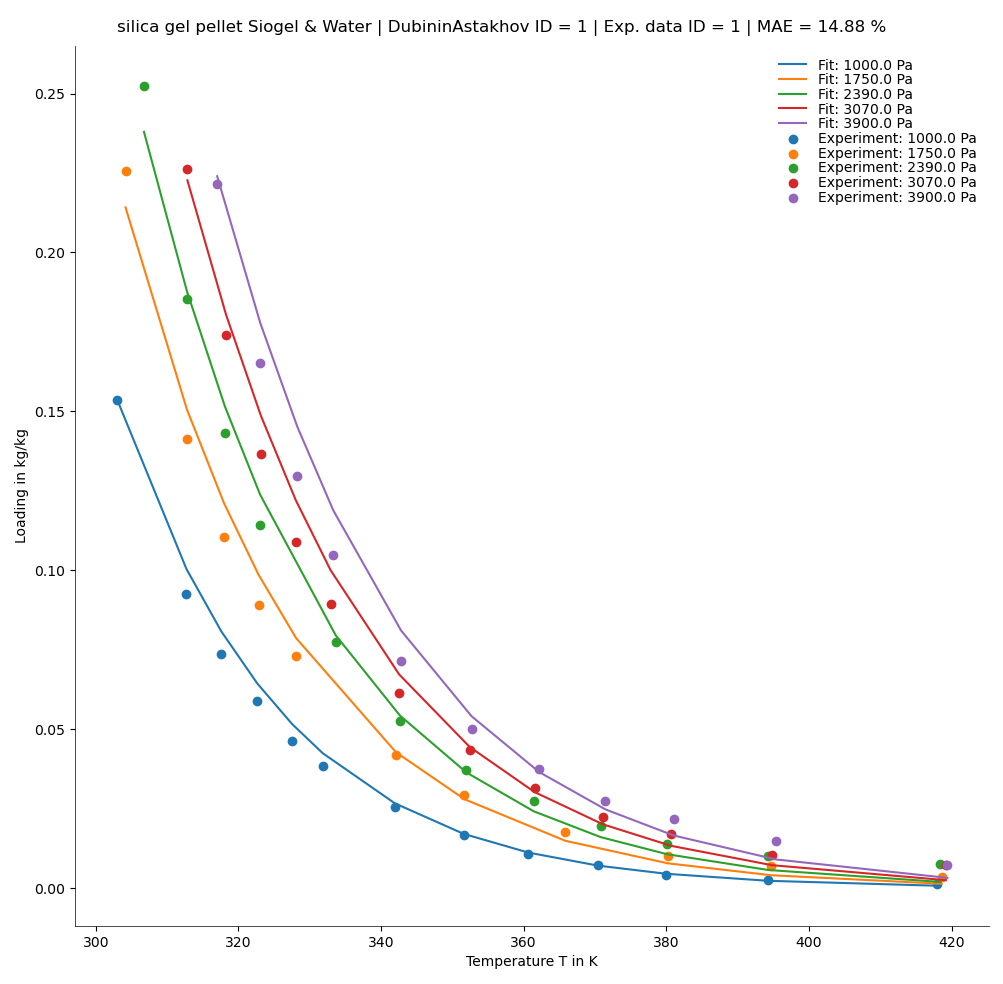 silica gel pellet Siogel & Water | DubininAstakhov ID = 1 | Exp. data ID = 1 | MAE = 14.88 %
Fit: 1000.0 Pa
Fit: 1750.0 Pa
Fit: 2390.0 Pa
Fit: 3070.0 Pa
Fit: 3900.0 Pa
Experiment: 1000.0 Pa
Experiment: 1750.0 Pa
Experiment: 2390.0 Pa
Experiment: 3070.0 Pa
Experiment: 3900.0 Pa
Loading in kg/kg
0.25
0.20
0.15
0.10
0.05
0.00
300 320 340 360 380 400 420
Temperature T in K